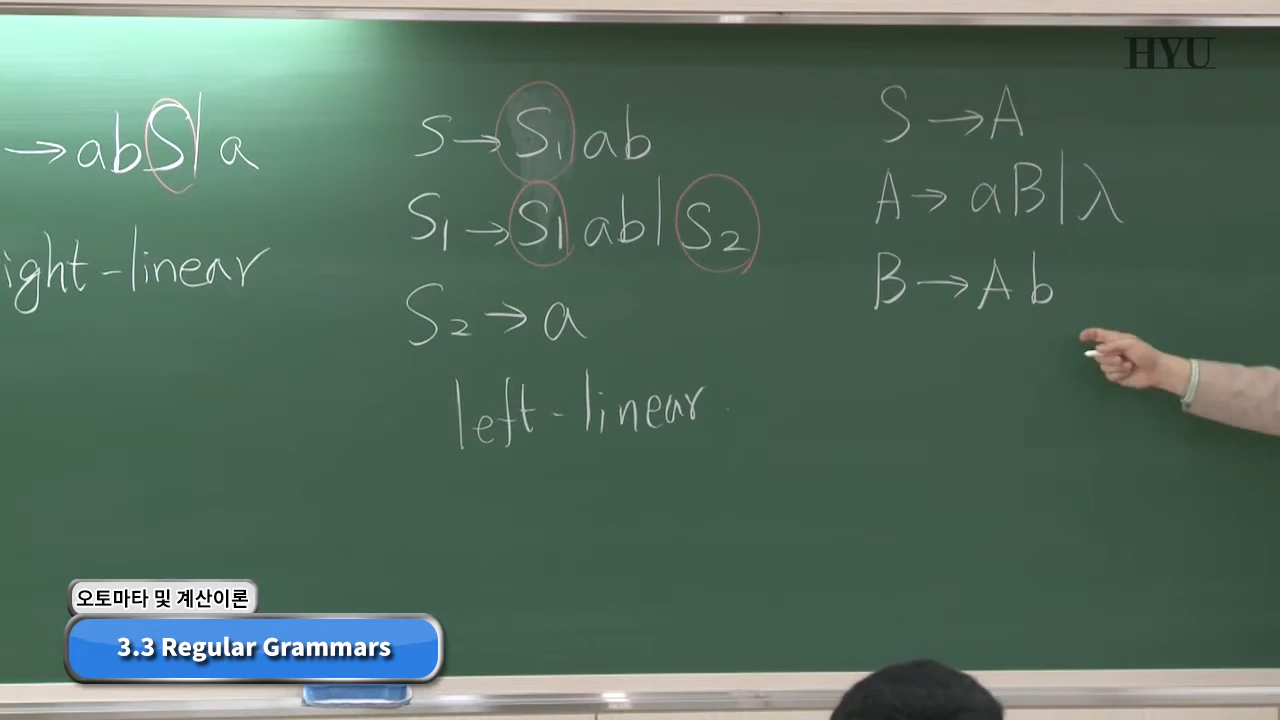 HYU
→abS|a
ight-linear
S→S₁ab
S₁→S₁ab|S₂
S₂→a
left-linear
S→A
A→aB|λ
B→Ab
오토마타 및 계산이론
3.3 Regular Grammars